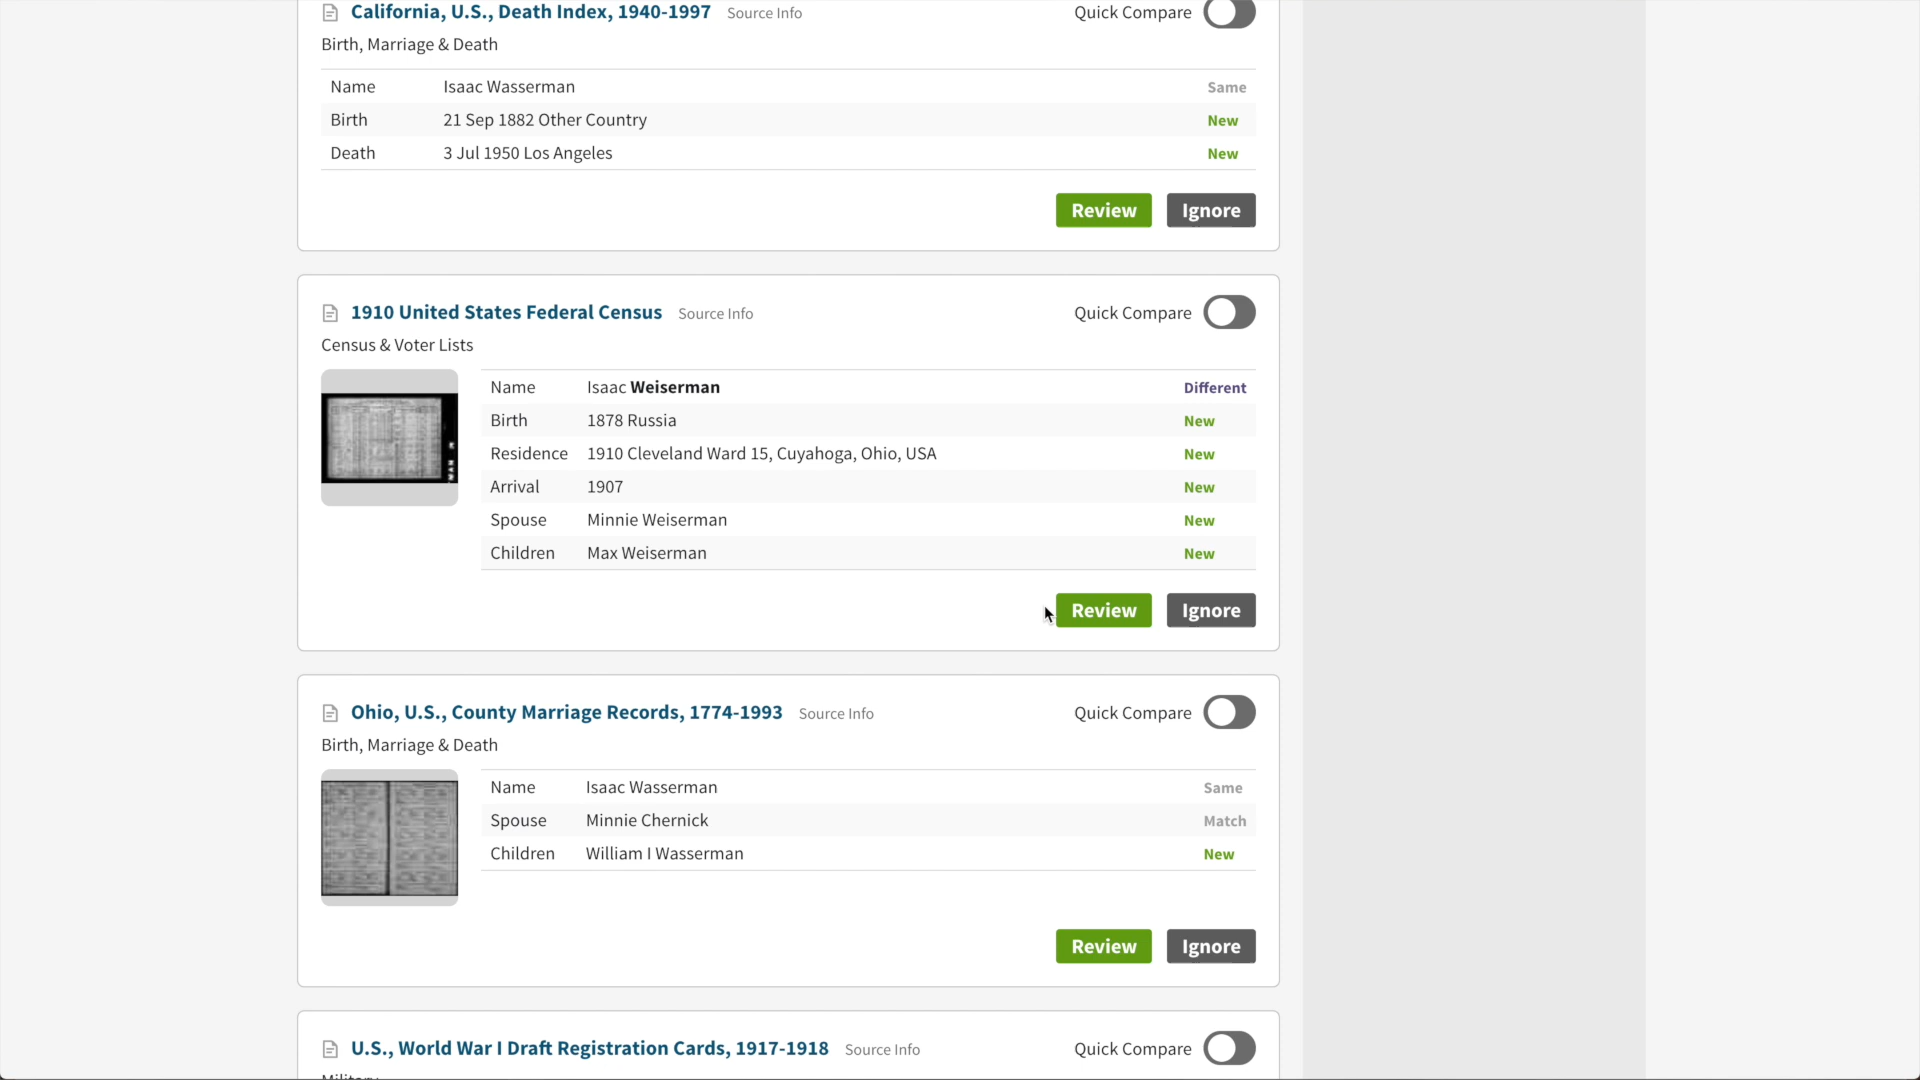 California, U.S., Death Index, 1940-1997 Source Info Quick Compare
Birth, Marriage & Death
Name Isaac Wasserman Same
Birth 21 Sep 1882 Other Country New
Death 3 Jul 1950 Los Angeles New
Review Ignore
1910 United States Federal Census Source Info Quick Compare
Census & Voter Lists
Name Isaac Weiserman Different
Birth 1878 Russia New
Residence 1910 Cleveland Ward 15, Cuyahoga, Ohio, USA New
Arrival 1907 New
Spouse Minnie Weiserman New
Children Max Weiserman New
Review Ignore
Ohio, U.S., County Marriage Records, 1774-1993 Source Info Quick Compare
Birth, Marriage & Death
Name Isaac Wasserman Same
Spouse Minnie Chernick Match
Children William I Wasserman New
Review Ignore
U.S., World War I Draft Registration Cards, 1917-1918 Source Info Quick Compare
Military